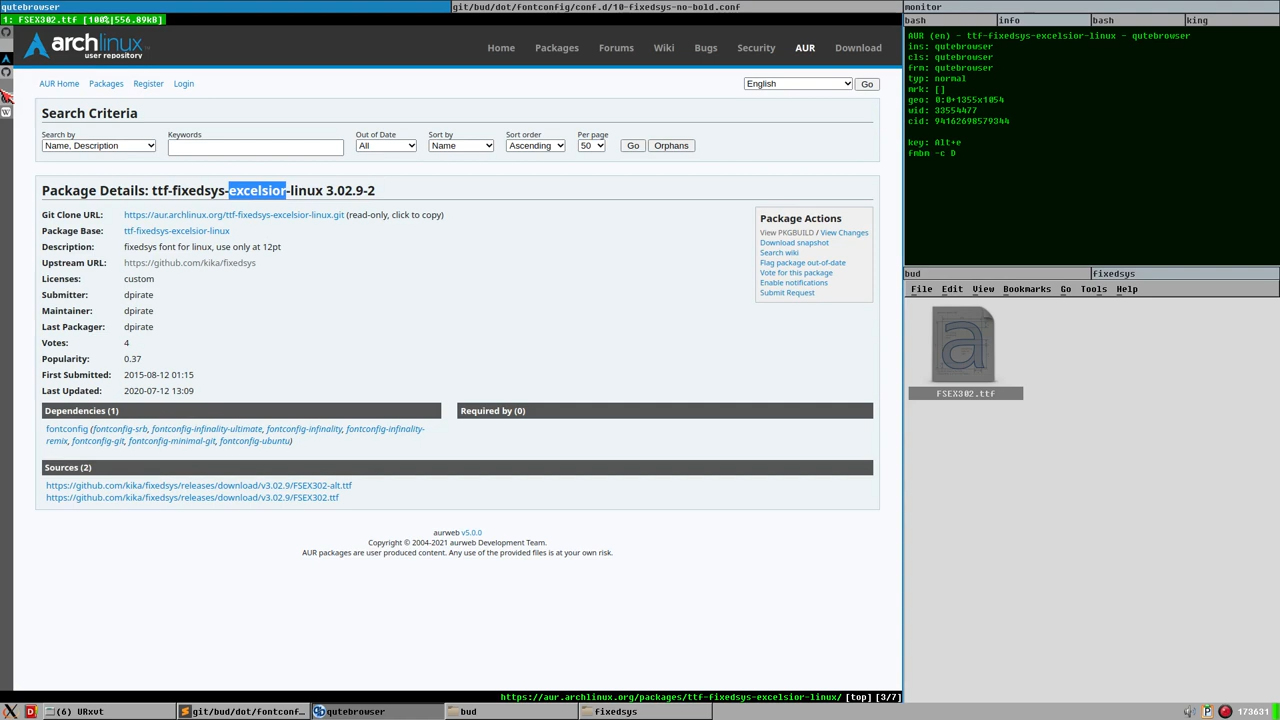 qutebrowser
git/bud/dot/fontconfig/conf.d/10-fixedsys-no-bold.conf
monitor
1: FSEX302.ttf [100%|556.89kB]
bash
info
bash
king
archlinux
user repository
Home Packages Forums Wiki Bugs Security AUR Download
AUR Home Packages Register Login
English
Go
Search Criteria
Search by
Keywords
Out of Date
Sort by
Sort order
Per page
Name, Description
All
Name
Ascending
50
Go
Orphans
Package Details: ttf-fixedsys-excelsior-linux 3.02.9-2
Git Clone URL: https://aur.archlinux.org/ttf-fixedsys-excelsior-linux.git (read-only, click to copy)
Package Base: ttf-fixedsys-excelsior-linux
Description: fixedsys font for linux, use only at 12pt
Upstream URL: https://github.com/kika/fixedsys
Licenses: custom
Submitter: dpirate
Maintainer: dpirate
Last Packager: dpirate
Votes: 4
Popularity: 0.37
First Submitted: 2015-08-12 01:15
Last Updated: 2020-07-12 13:09
Package Actions
View PKGBUILD / View Changes
Download snapshot
Search wiki
Flag package out-of-date
Vote for this package
Enable notifications
Submit Request
Dependencies (1)
fontconfig (fontconfig-srb, fontconfig-infinality-ultimate, fontconfig-infinality, fontconfig-infinality-
remix, fontconfig-git, fontconfig-minimal-git, fontconfig-ubuntu)
Required by (0)
Sources (2)
https://github.com/kika/fixedsys/releases/download/v3.02.9/FSEX302-alt.ttf
https://github.com/kika/fixedsys/releases/download/v3.02.9/FSEX302.ttf
aurweb v5.0.0
Copyright © 2004-2021 aurweb Development Team.
AUR packages are user produced content. Any use of the provided files is at your own risk.
https://aur.archlinux.org/packages/ttf-fixedsys-excelsior-linux/ [top] [3/7]
AUR (en) - ttf-fixedsys-excelsior-linux - qutebrowser
ins: qutebrowser
cls: qutebrowser
frm: qutebrowser
typ: normal
mrk: []
geo: 0:0+1355x1054
wid: 33554477
cid: 94162698579344
key: Alt+e
fmbn -c D
bud
fixedsys
File Edit View Bookmarks Go Tools Help
FSEX302.ttf
(6) URxvt
git/bud/dot/fontconf...
qutebrowser
bud
fixedsys
173631